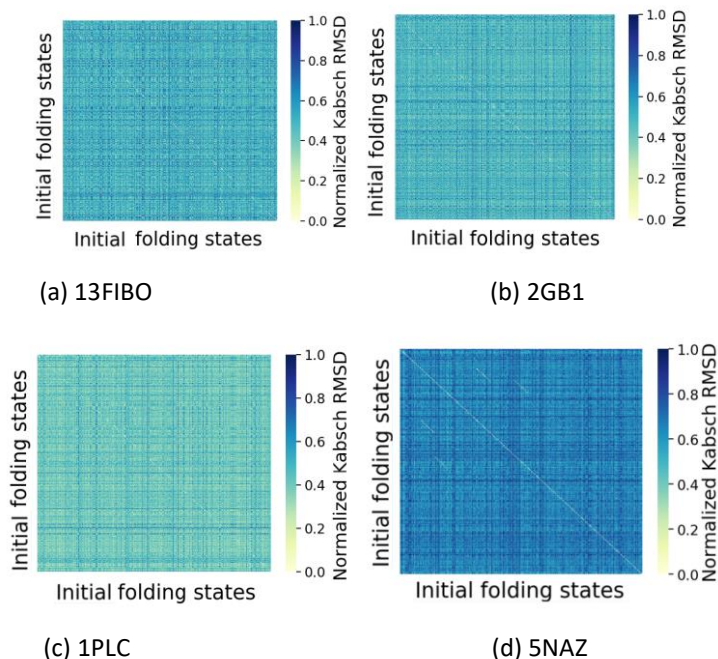 1.0
0.8
0.6
0.4
0.2
0.0
Normalized Kabsch RMSD
Initial folding states
Initial folding states
(a) 13FIBO
1.0
0.8
0.6
0.4
0.2
0.0
Normalized Kabsch RMSD
Initial folding states
Initial folding states
(b) 2GB1
1.0
0.8
0.6
0.4
0.2
0.0
Normalized Kabsch RMSD
Initial folding states
Initial folding states
(c) 1PLC
1.0
0.8
0.6
0.4
0.2
0.0
Normalized Kabsch RMSD
Initial folding states
Initial folding states
(d) 5NAZ